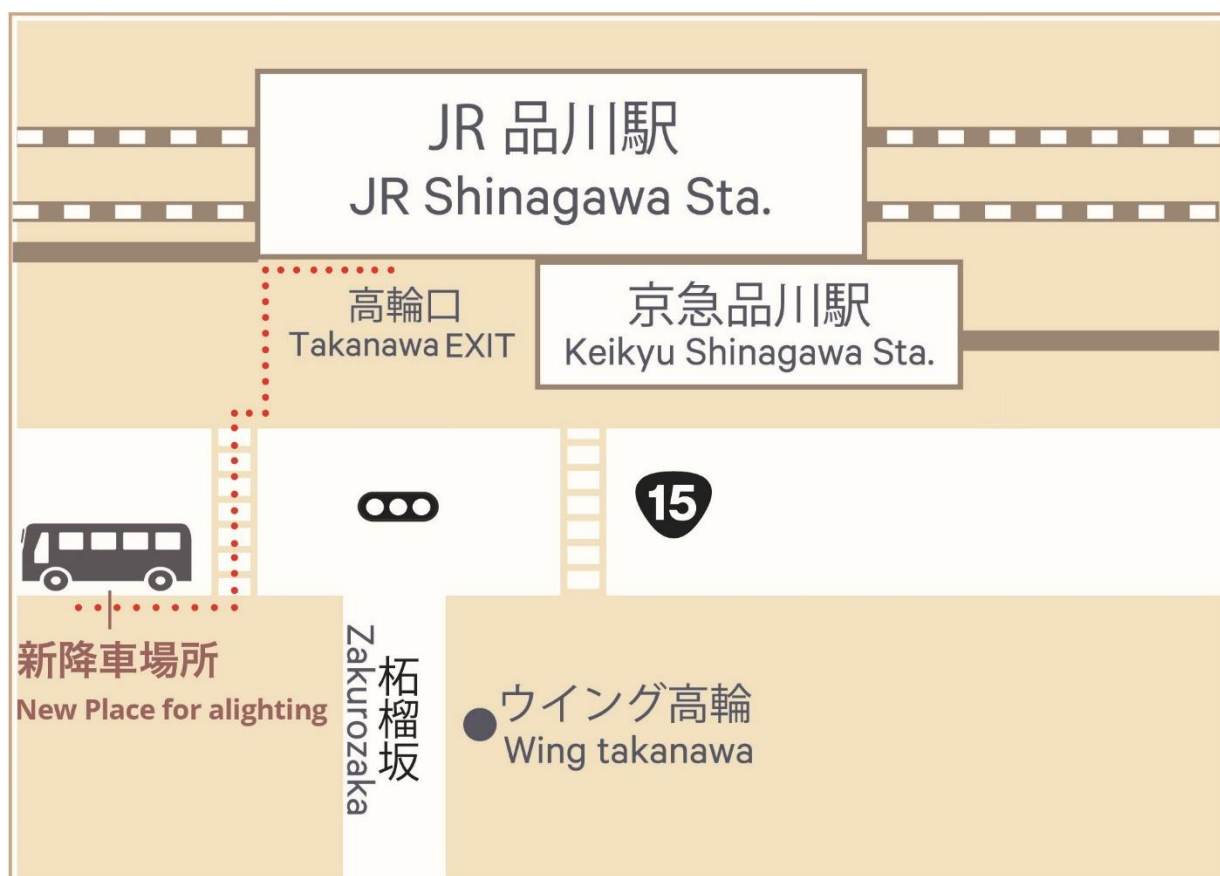 JR 品川駅
JR Shinagawa Sta.
高輪口
Takanawa EXIT
京急品川駅
Keikyu Shinagawa Sta.
15
新降車場所
New Place for alighting
柘榴坂
Zakurozaka
ウイング高輪
Wing takanawa